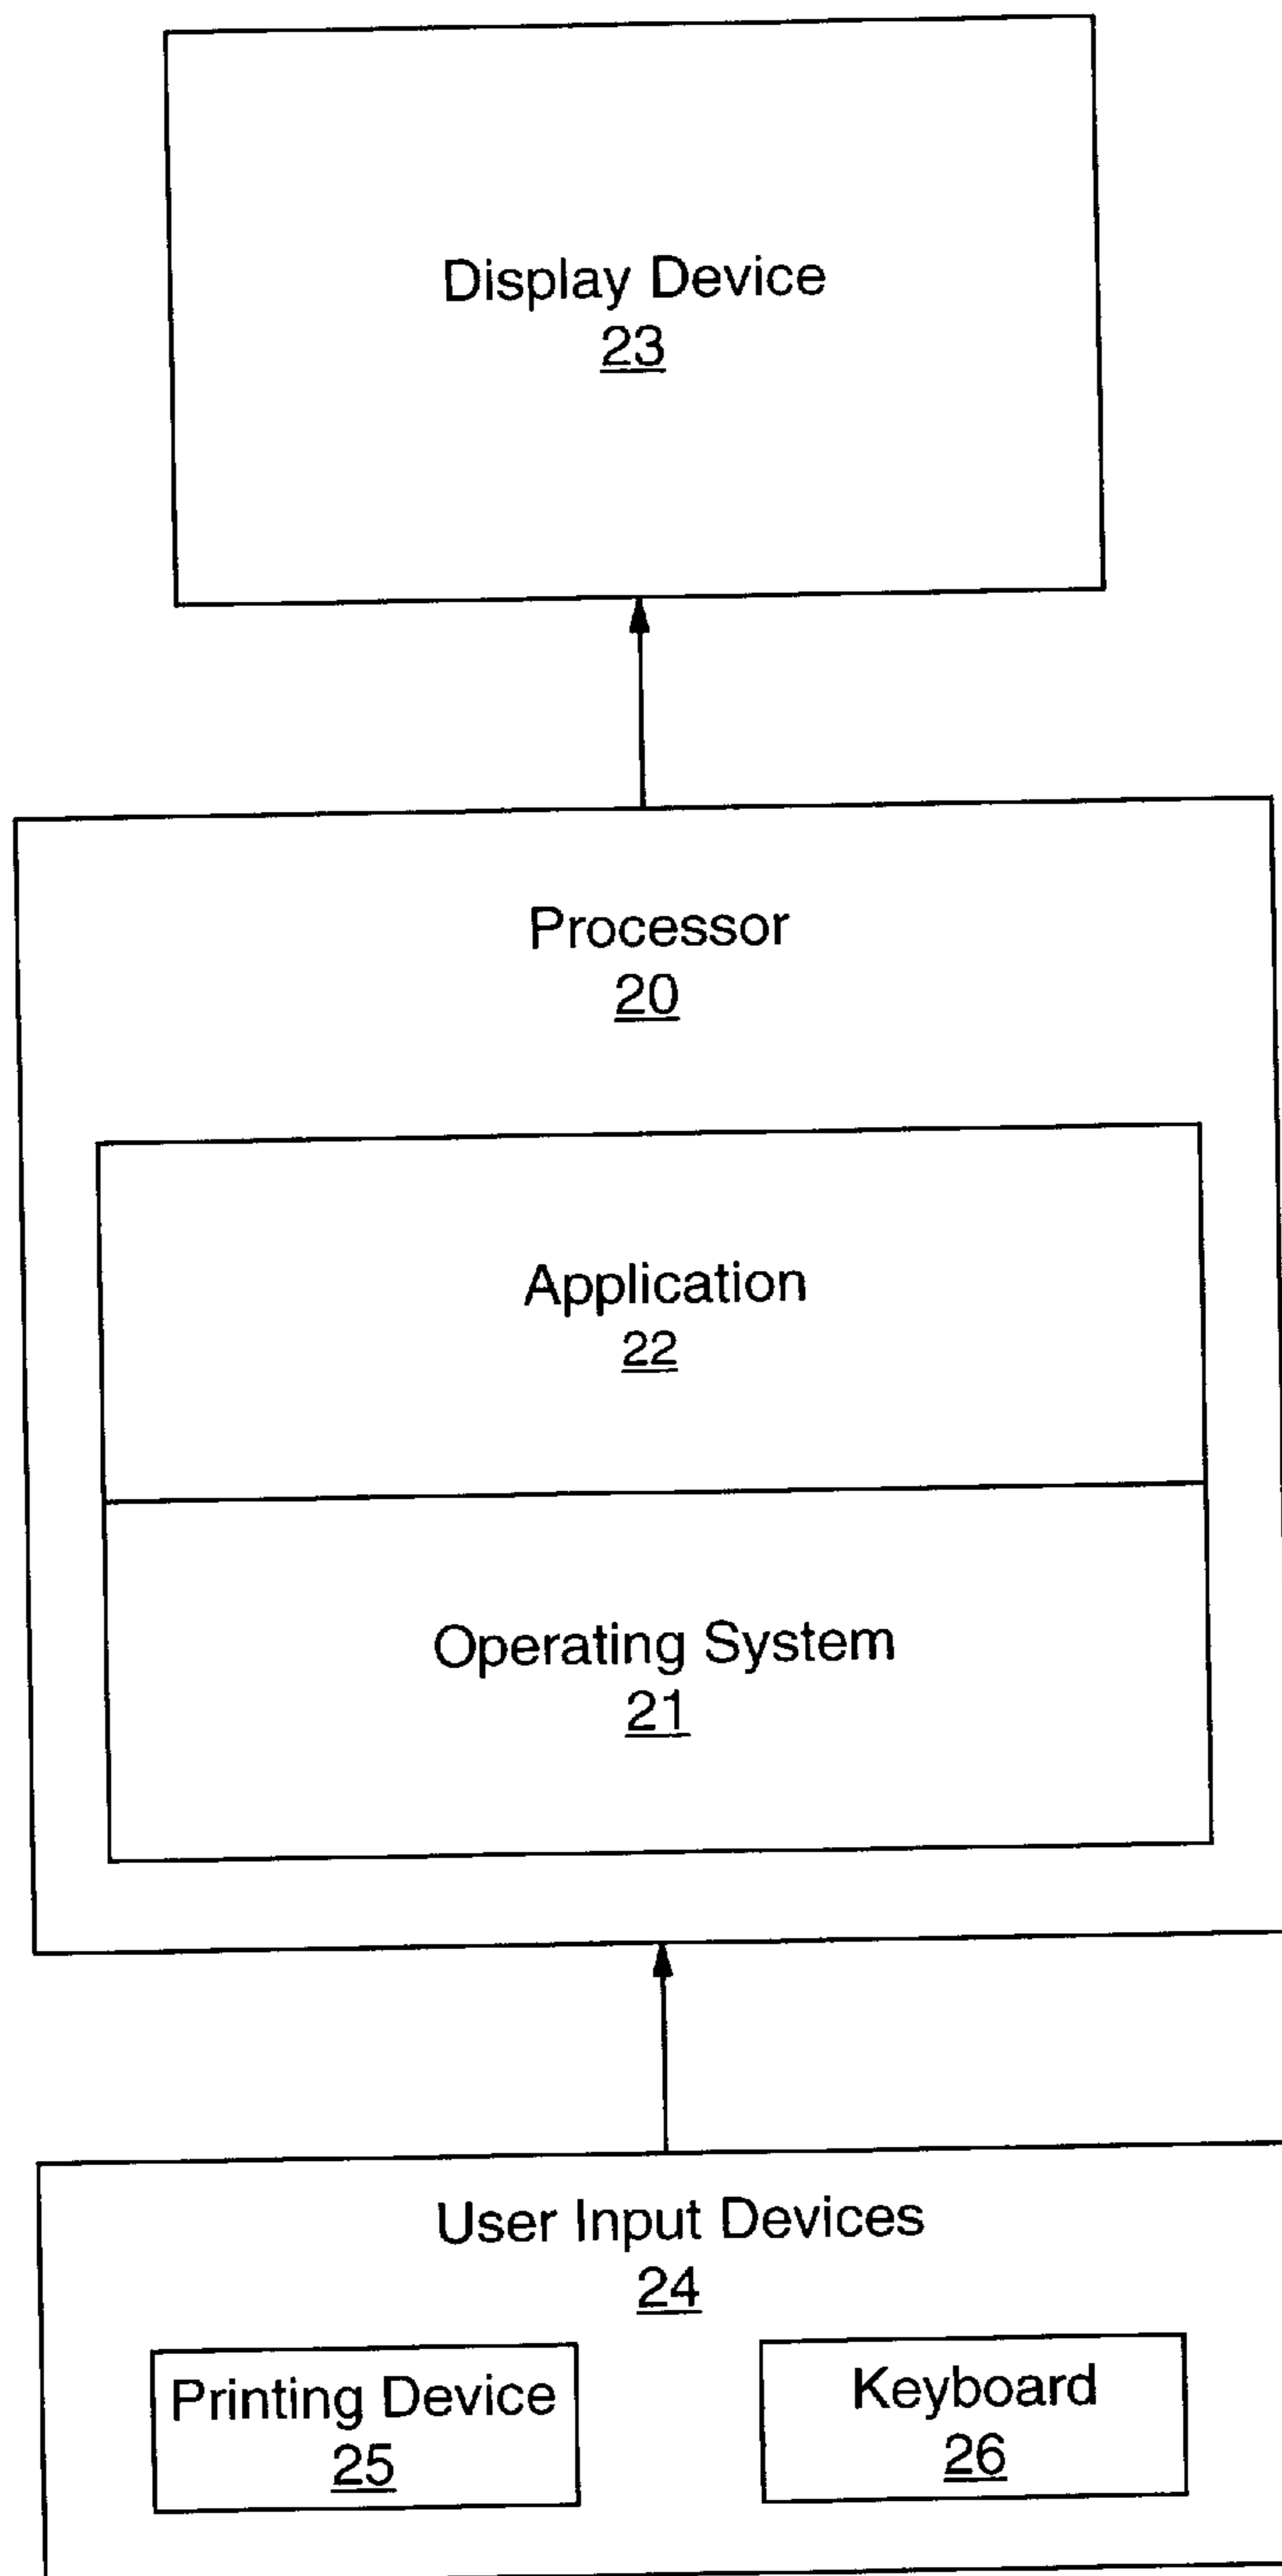 Display Device
23
Processor
20
Application
22
Operating System
21
User Input Devices
24
Printing Device
25
Keyboard
26